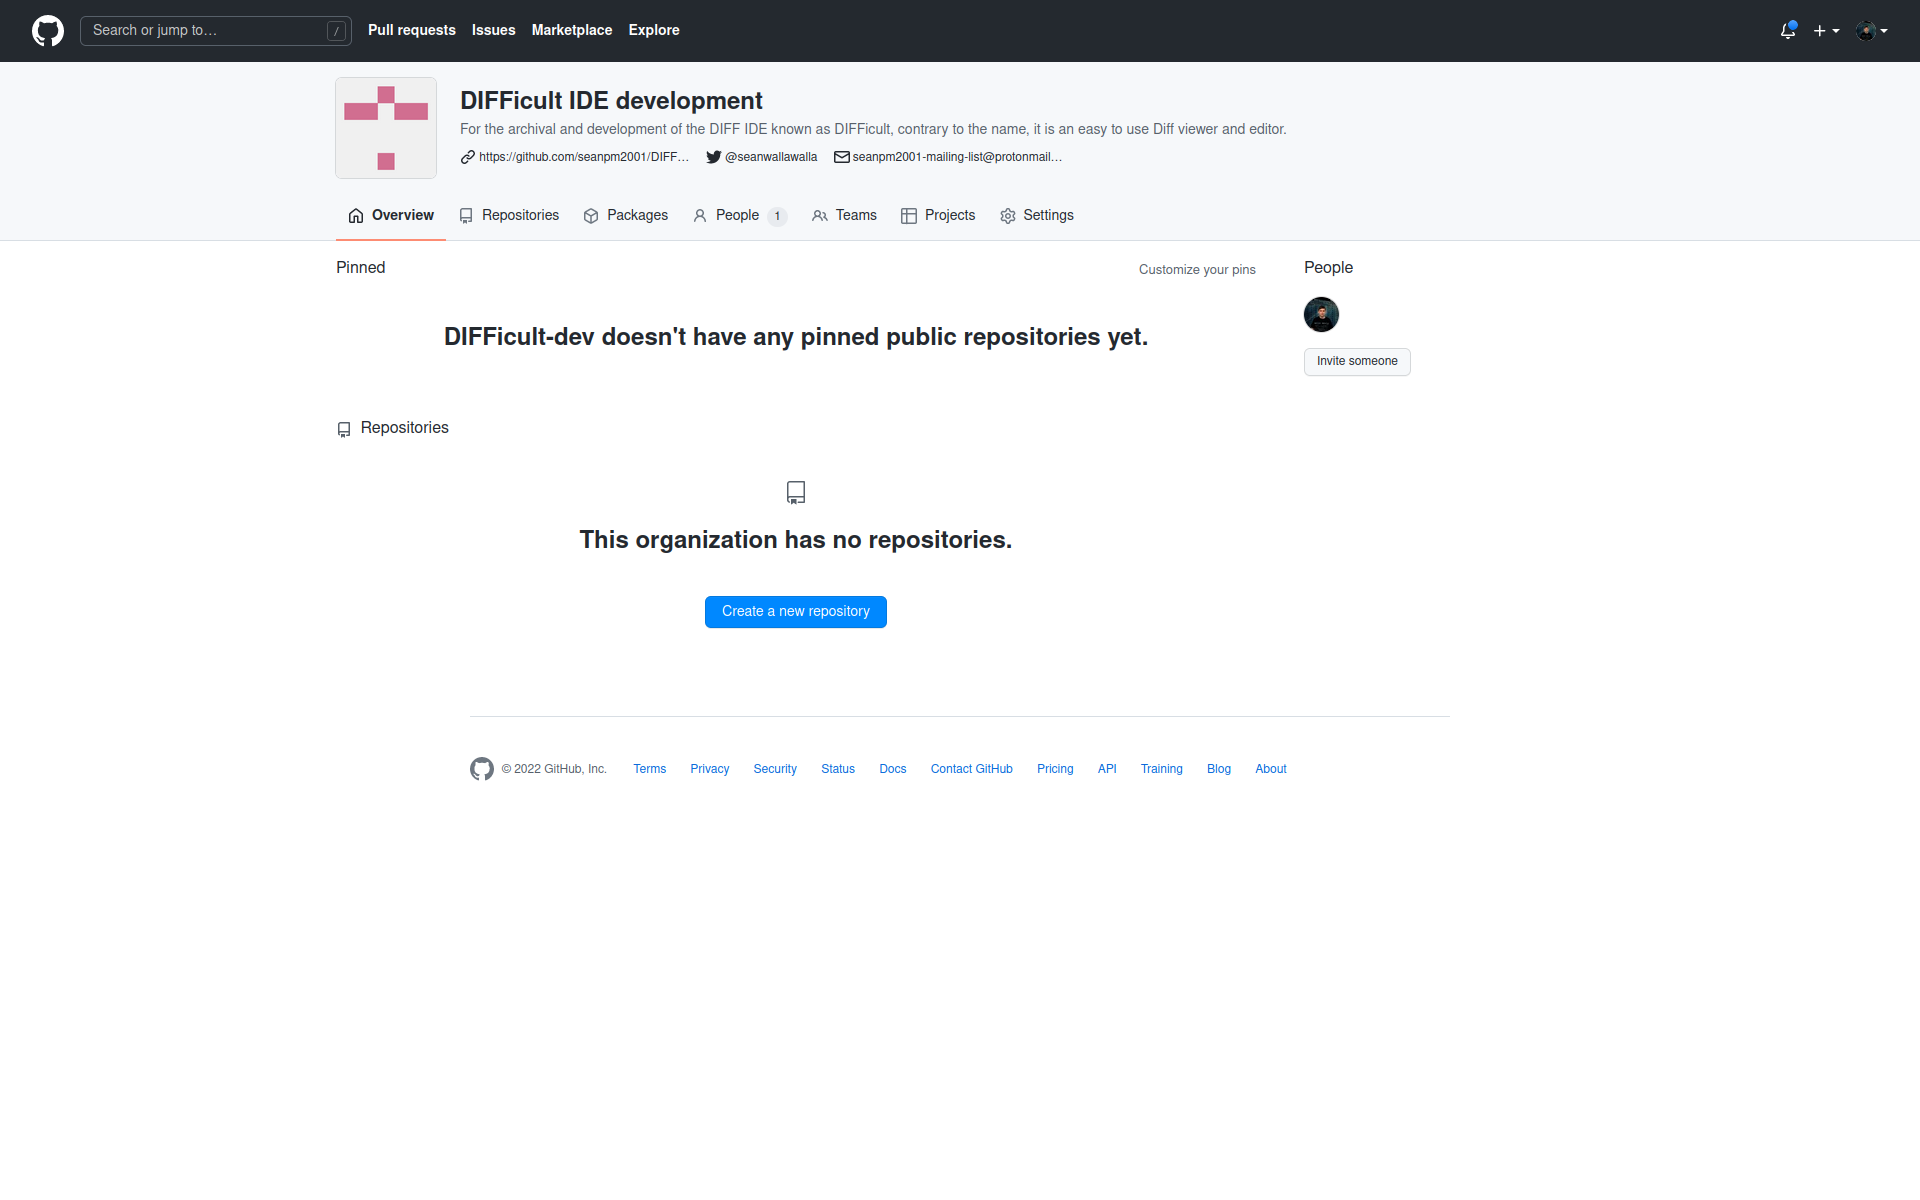 Search or jump to… /
Pull requests Issues Marketplace Explore
DIFFicult IDE development
For the archival and development of the DIFF IDE known as DIFFicult, contrary to the name, it is an easy to use Diff viewer and editor.
https://github.com/seanpm2001/DIFF… @seanwallawalla seanpm2001-mailing-list@protonmail…
Overview Repositories Packages People 1 Teams Projects Settings
Pinned Customize your pins
People
DIFFicult-dev doesn't have any pinned public repositories yet.
Invite someone
Repositories
This organization has no repositories.
Create a new repository
© 2022 GitHub, Inc. Terms Privacy Security Status Docs Contact GitHub Pricing API Training Blog About